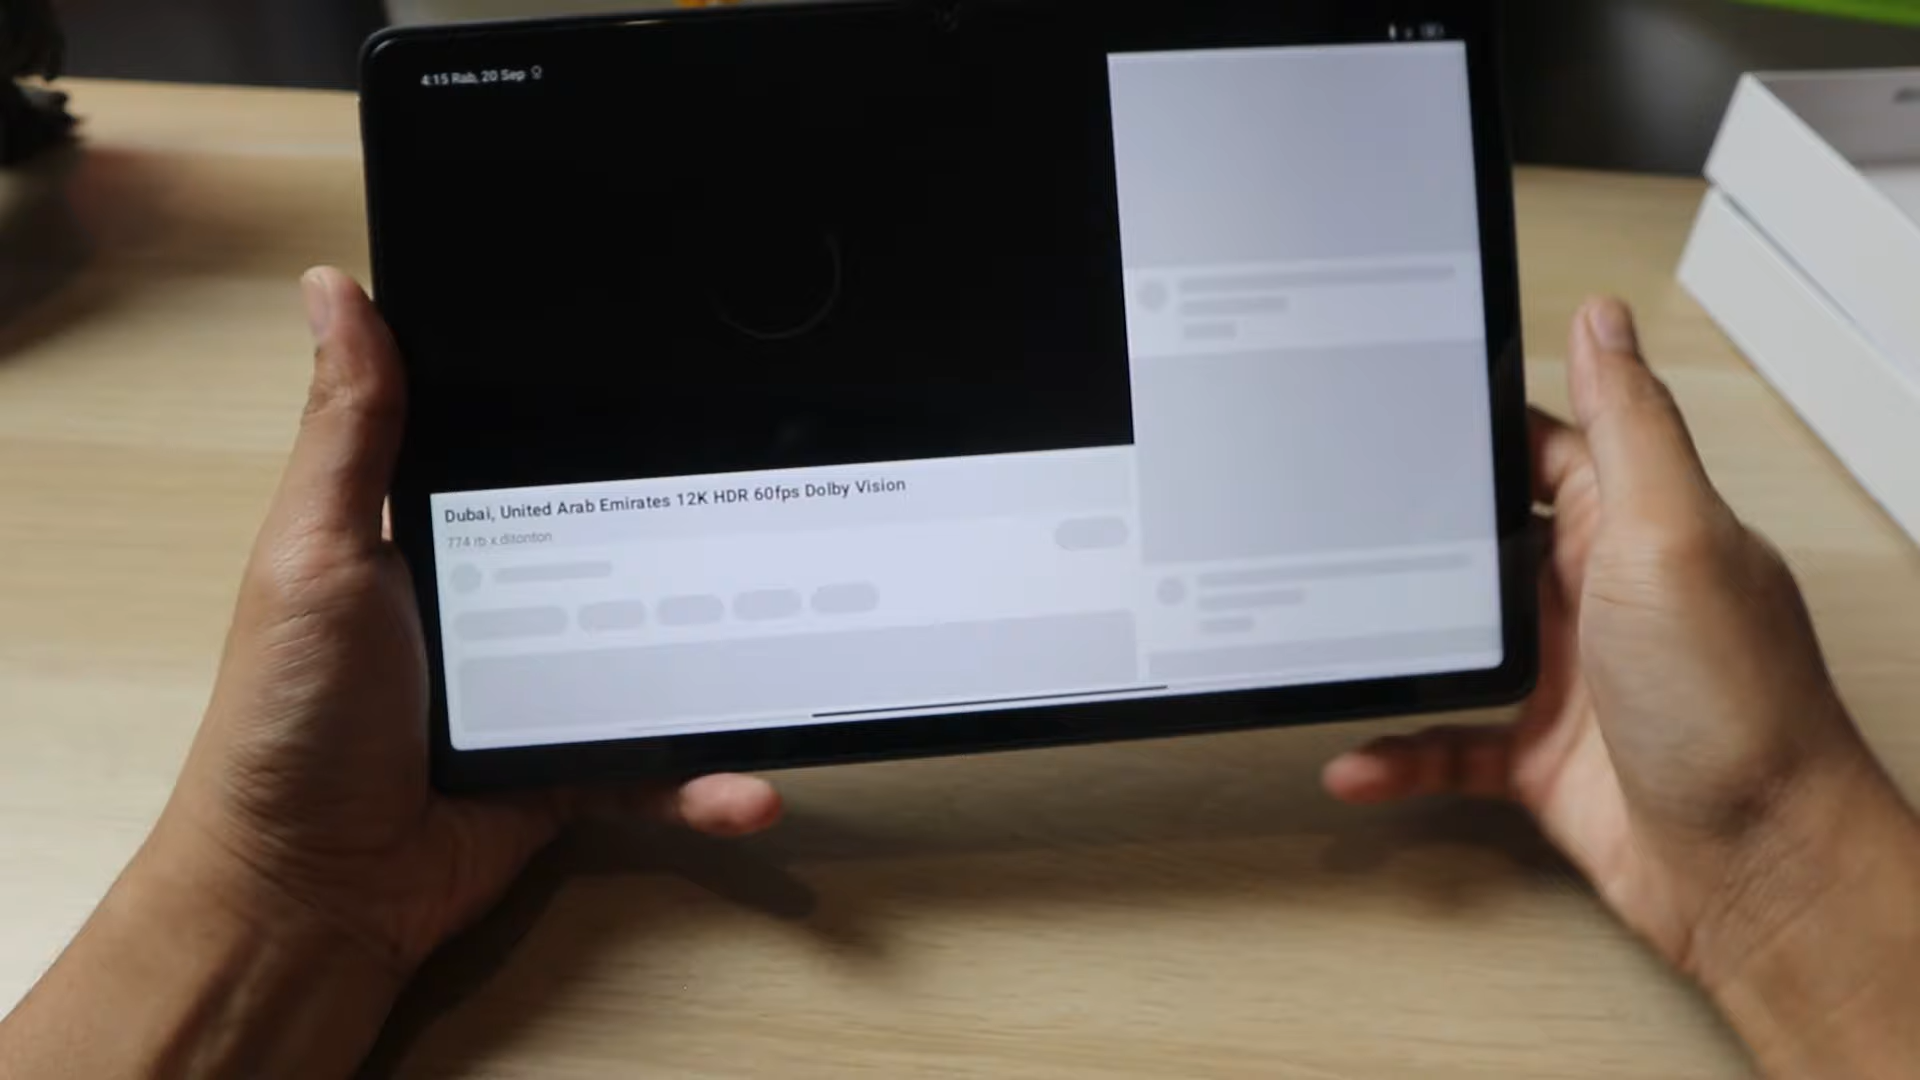 4:15 Rab, 20 Sep
Dubai, United Arab Emirates 12K HDR 60fps Dolby Vision
774 rb x ditonton